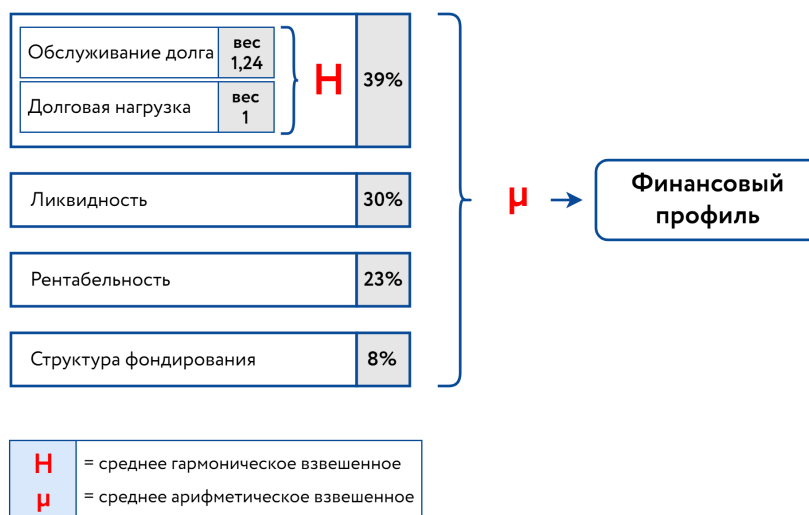 Обслуживание долга
вес
1,24
Долговая нагрузка
вес
1
H
39%
Ликвидность
30%
Рентабельность
23%
Структура фондирования
8%
µ
Финансовый
профиль
H = среднее гармоническое взвешенное
µ = среднее арифметическое взвешенное